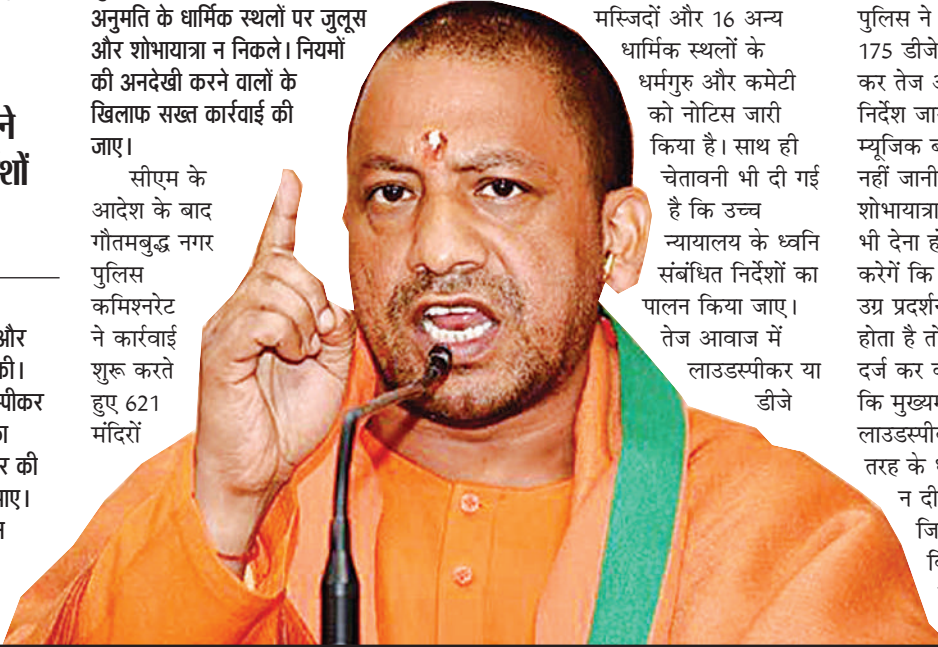 ने
शों
और
की।
स्पीकर
र की
जाए।
अनुमति के धार्मिक स्थलों पर जुलूस
और शोभायात्रा न निकले। नियमों
की अनदेखी करने वालों के
खिलाफ सख्त कार्रवाई की
जाए।
सीएम के
आदेश के बाद
गौतमबुद्ध नगर
पुलिस
कमिश्नरेट
ने कार्रवाई
शुरू करते
हुए 621
मंदिरों
मस्जिदों और 16 अन्य
धार्मिक स्थलों के
धर्मगुरु और कमेटी
को नोटिस जारी
किया है। साथ ही
चेतावनी भी दी गई
है कि उच्च
न्यायालय के ध्वनि
संबंधित निर्देशों का
पालन किया जाए।
तेज आवाज में
लाउडस्पीकर या
डीजे
पुलिस ने
175 डीजे
कर तेज
निर्देश जा
म्यूजिक ब
नहीं जानी
शोभायात्रा
भी देना हो
करेगें कि
उग्र प्रदर्शन
होता है तो
दर्ज कर
कि मुख्यम
लाउडस्पी
तरह के
न दी
जि